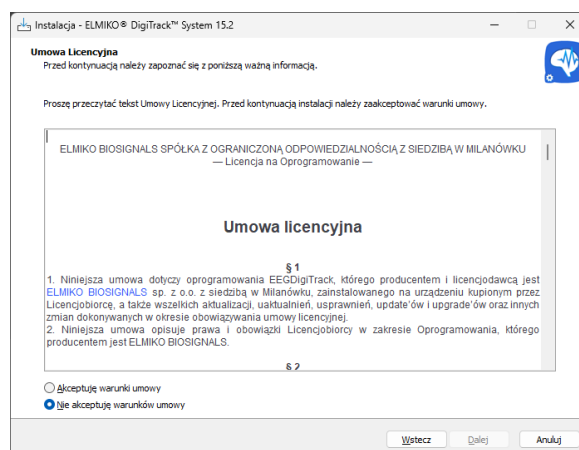 Instalacja - ELMIKO® DigiTrack™ System 15.2
Umowa Licencyjna
Przed kontynuacją należy zapoznać się z poniższą ważną informacją.
Proszę przeczytać tekst Umowy Licencyjnej. Przed kontynuacją instalacji należy zaakceptować warunki umowy.
ELMIKO BIOSIGNALS SPÓŁKA Z OGRANICZONĄ ODPOWIEDZIALNOŚCIĄ Z SIEDZIBĄ W MILANÓWKU
— Licencja na Oprogramowanie —
Umowa licencyjna
§ 1
1. Niniejsza umowa dotyczy oprogramowania EEGDigiTrack, którego producentem i licencjodawcą jest
ELMIKO BIOSIGNALS sp. z o.o. z siedzibą w Milanówku, zainstalowanego na urządzeniu kupionym przez
Licencjobiorcę, a także wszelkich aktualizacji, uaktualnień, usprawnień, update'ów i upgrade'ów oraz innych
zmian dokonywanych w okresie obowiązywania umowy licencyjnej.
2. Niniejsza umowa opisuje prawa i obowiązki Licencjobiorcy w zakresie Oprogramowania, którego
producentem jest ELMIKO BIOSIGNALS.
§ 2
Akceptuję warunki umowy
Nie akceptuję warunków umowy
Wstecz
Dalej
Anuluj